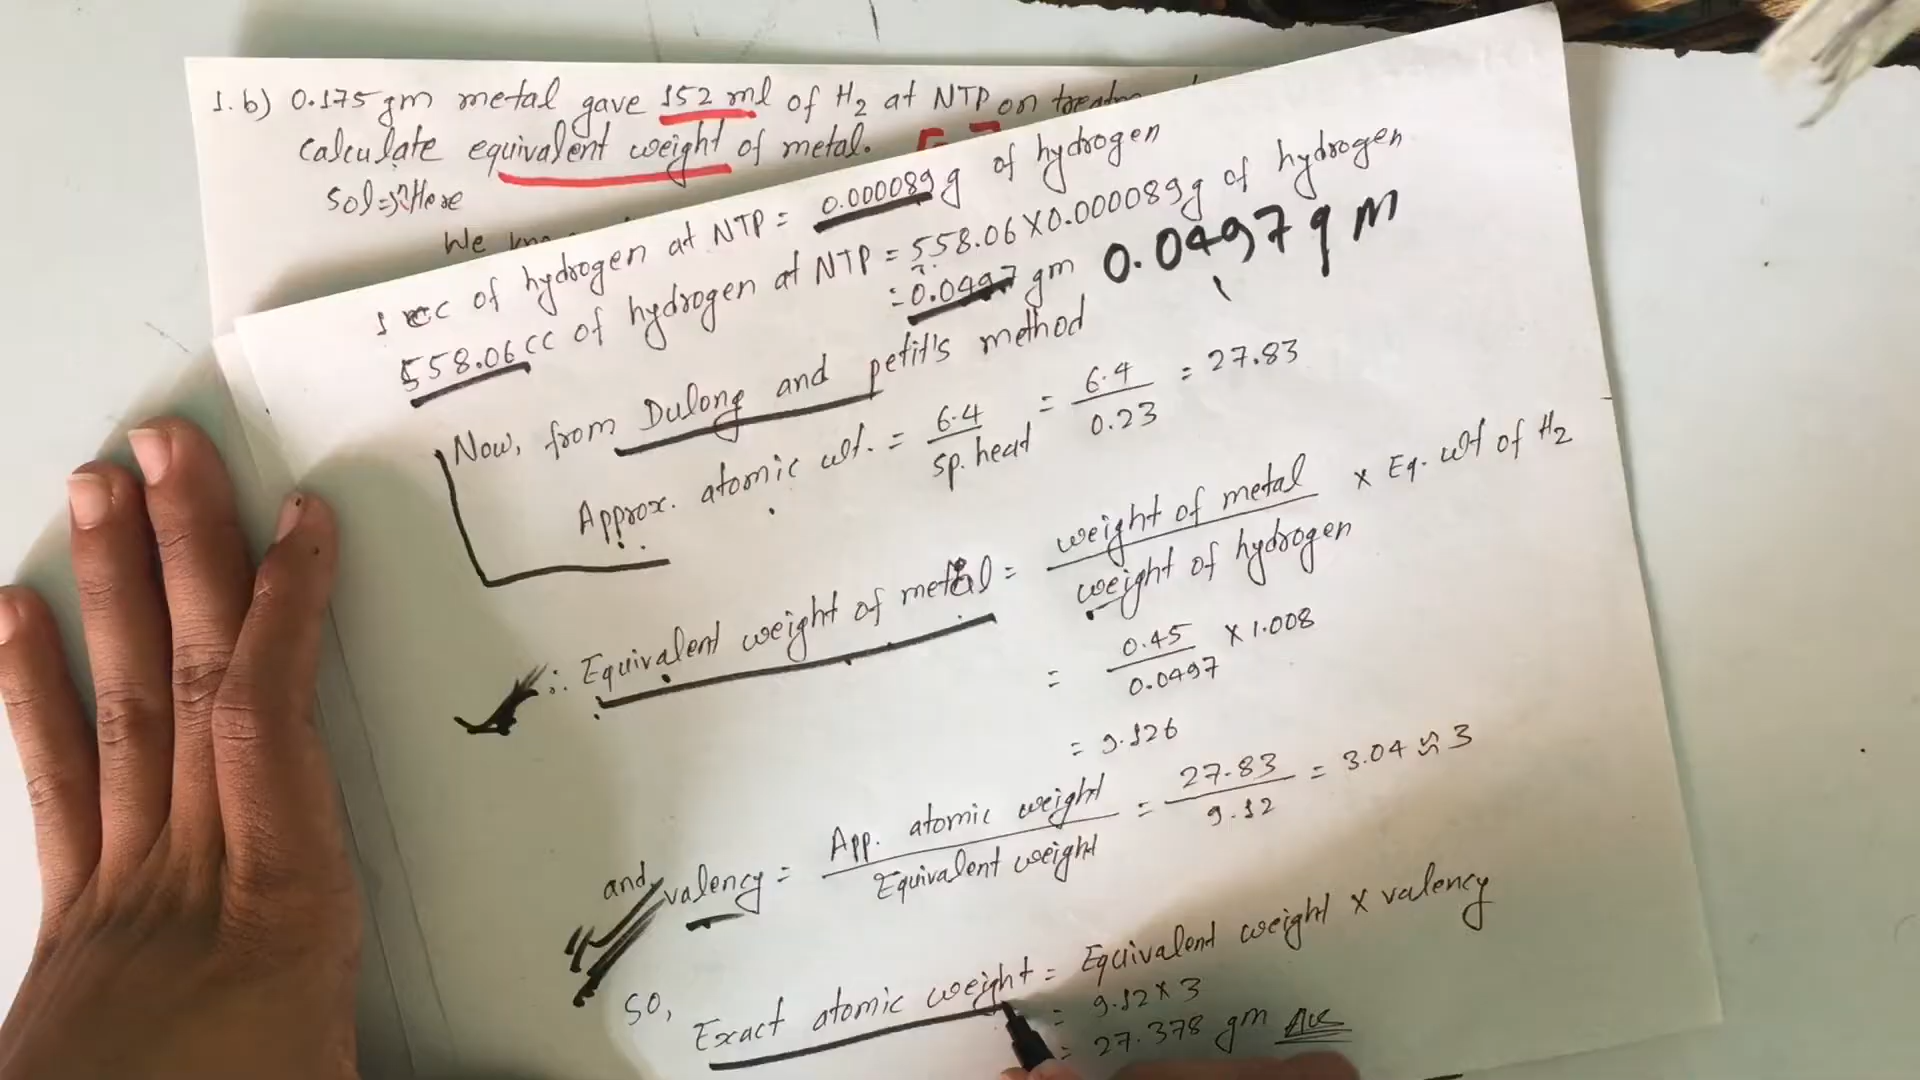 1.b) 0.175 gm metal gave 152 ml of H2 at NTP on
Calculate equivalent weight of metal.
Sol=> Here
We
1 cc of hydrogen at NTP = 0.000089 g of hydrogen
558.06 cc of hydrogen at NTP = 558.06 X 0.000089 g of hydrogen
= 0.0497 gm 0.0497 gm
Now, from Dulong and petit's method
Approx. atomic wt. = 6.4 / sp. head = 6.4 / 0.23 = 27.83
∴ Equivalent weight of metal = weight of metal / weight of hydrogen x Eq. wt of H2
= 0.45 / 0.0497 X 1.008
= 9.126
and valency = App. atomic weight / Equivalent weight = 27.83 / 9.12 = 3.04 ≈ 3
so,
Exact atomic weight = Equivalent weight x valency
= 9.12 x 3
= 27.378 gm Ans